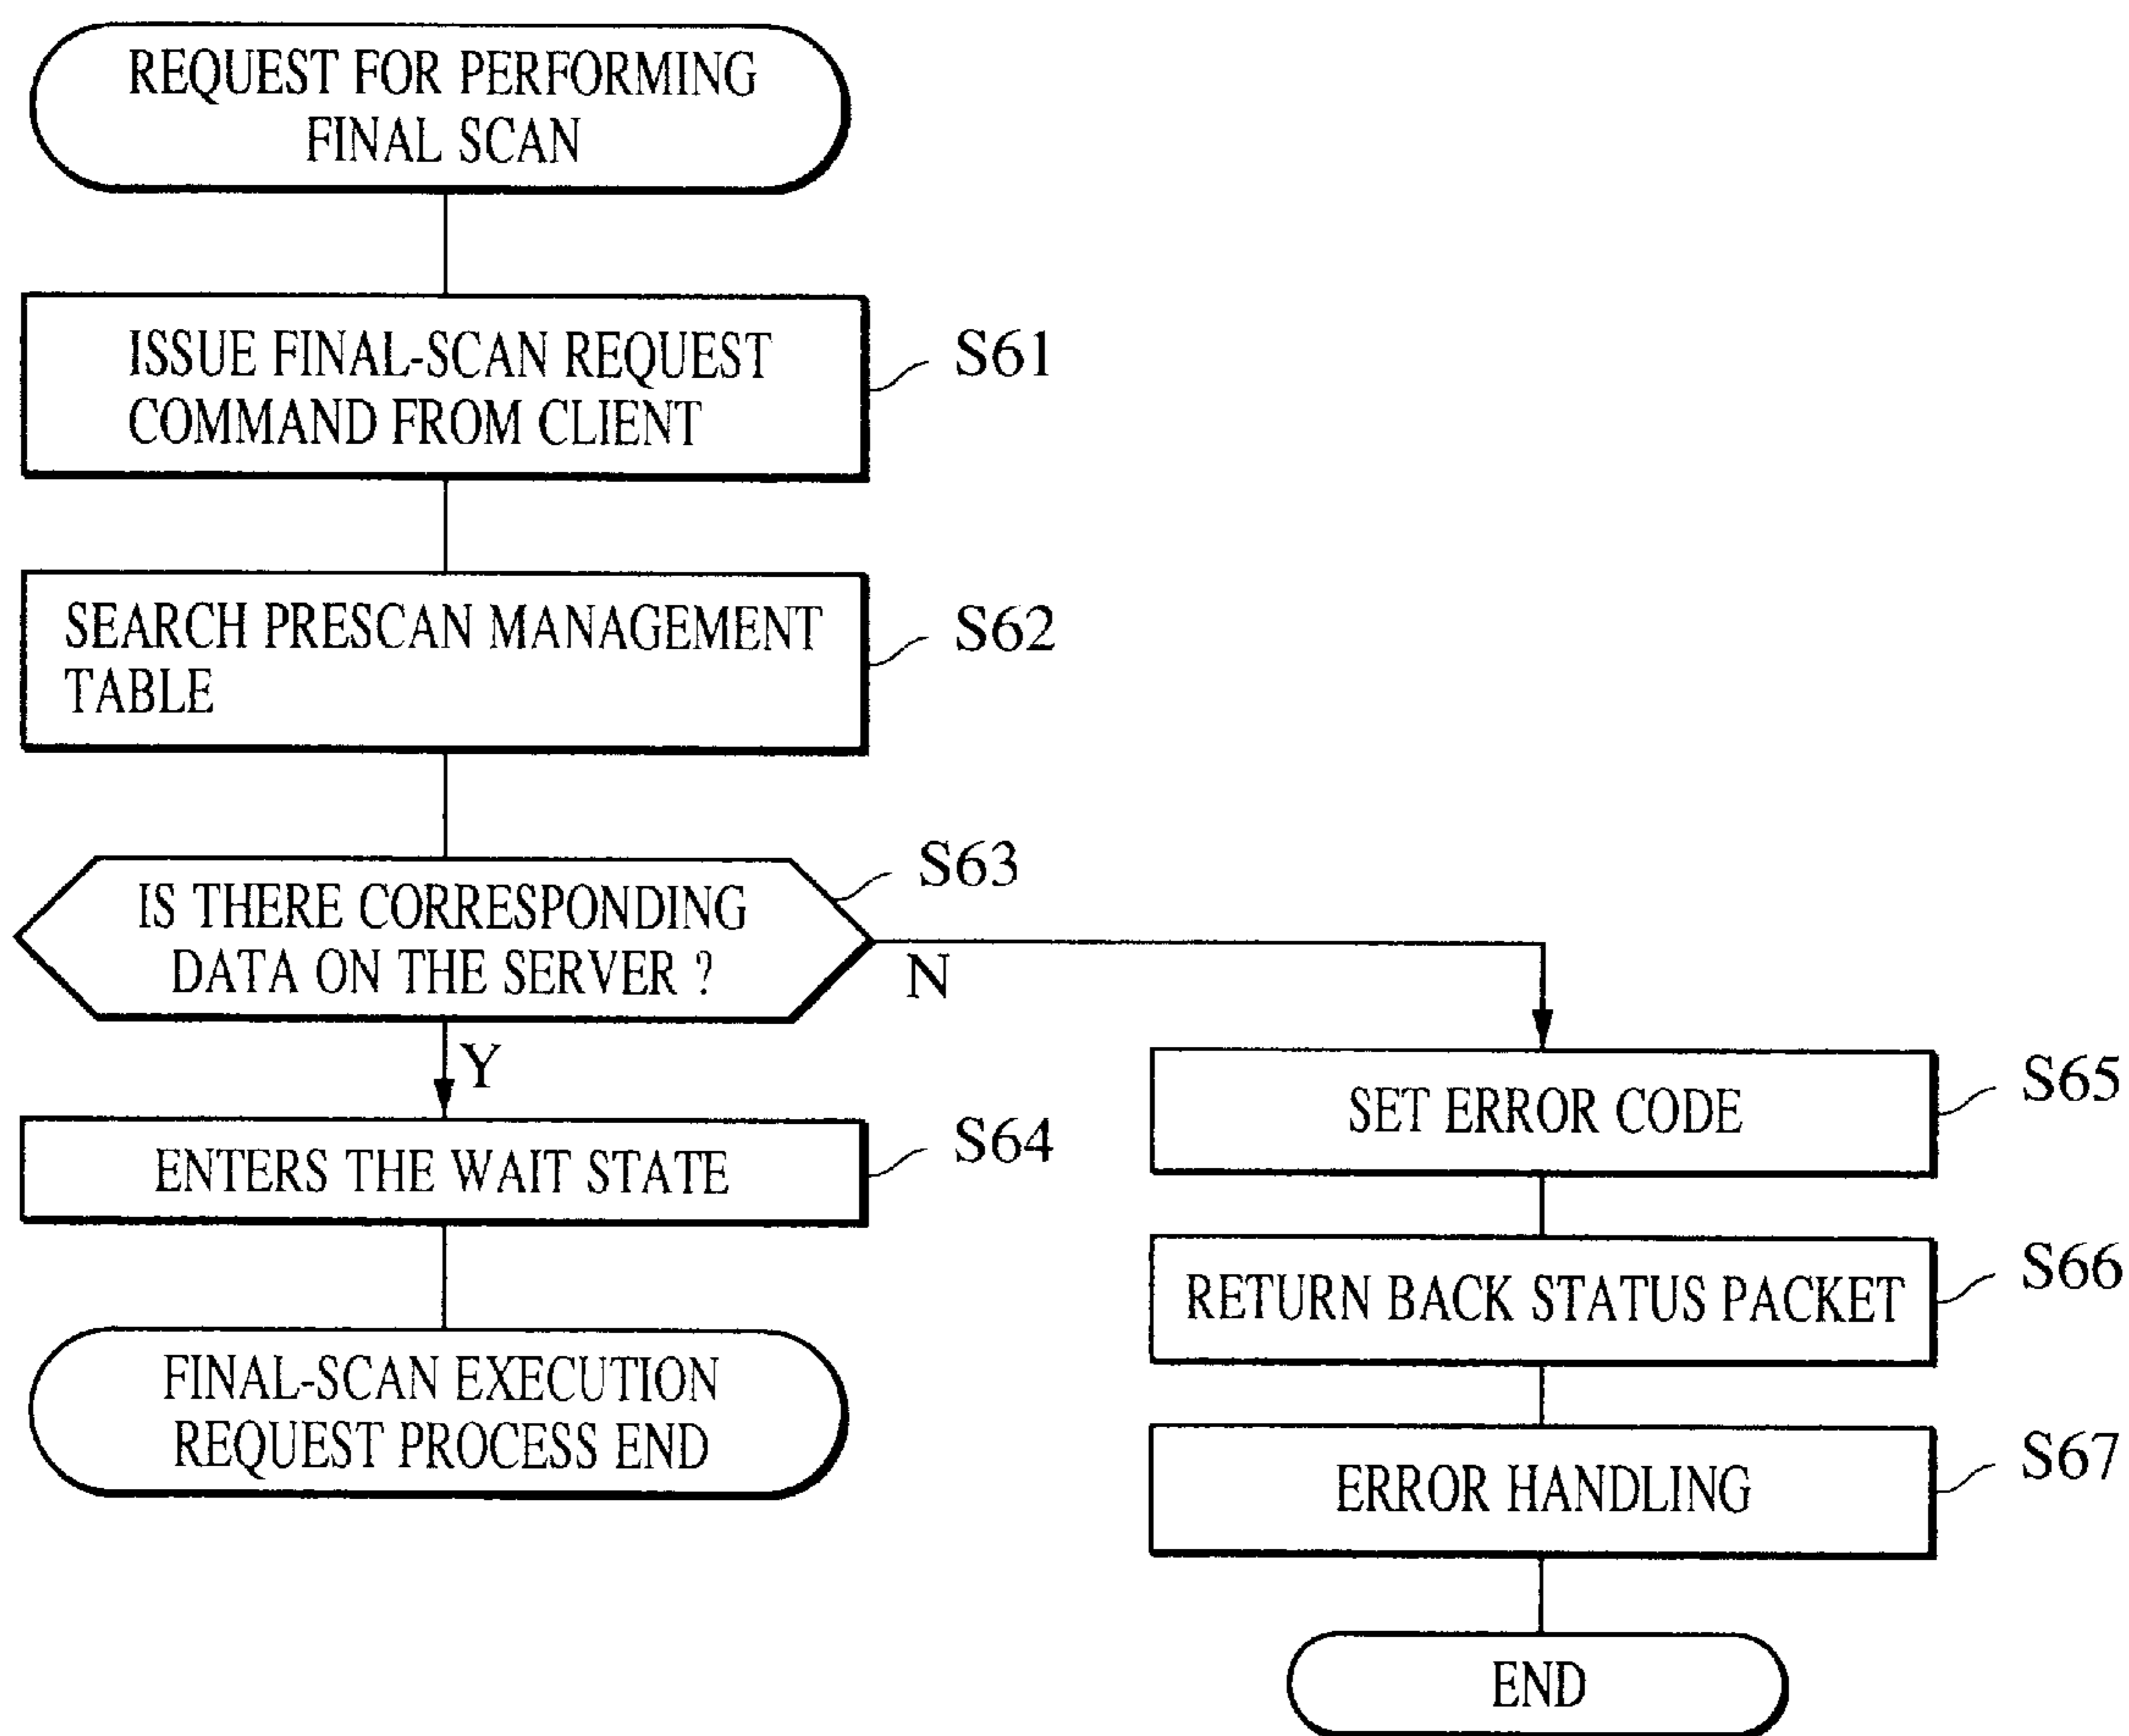 REQUEST FOR PERFORMING
FINAL SCAN
ISSUE FINAL-SCAN REQUEST
COMMAND FROM CLIENT
S61
SEARCH PRESCAN MANAGEMENT
TABLE
S62
IS THERE CORRESPONDING
DATA ON THE SERVER ?
S63
N
Y
ENTERS THE WAIT STATE
S64
FINAL-SCAN EXECUTION
REQUEST PROCESS END
SET ERROR CODE
S65
RETURN BACK STATUS PACKET
S66
ERROR HANDLING
S67
END